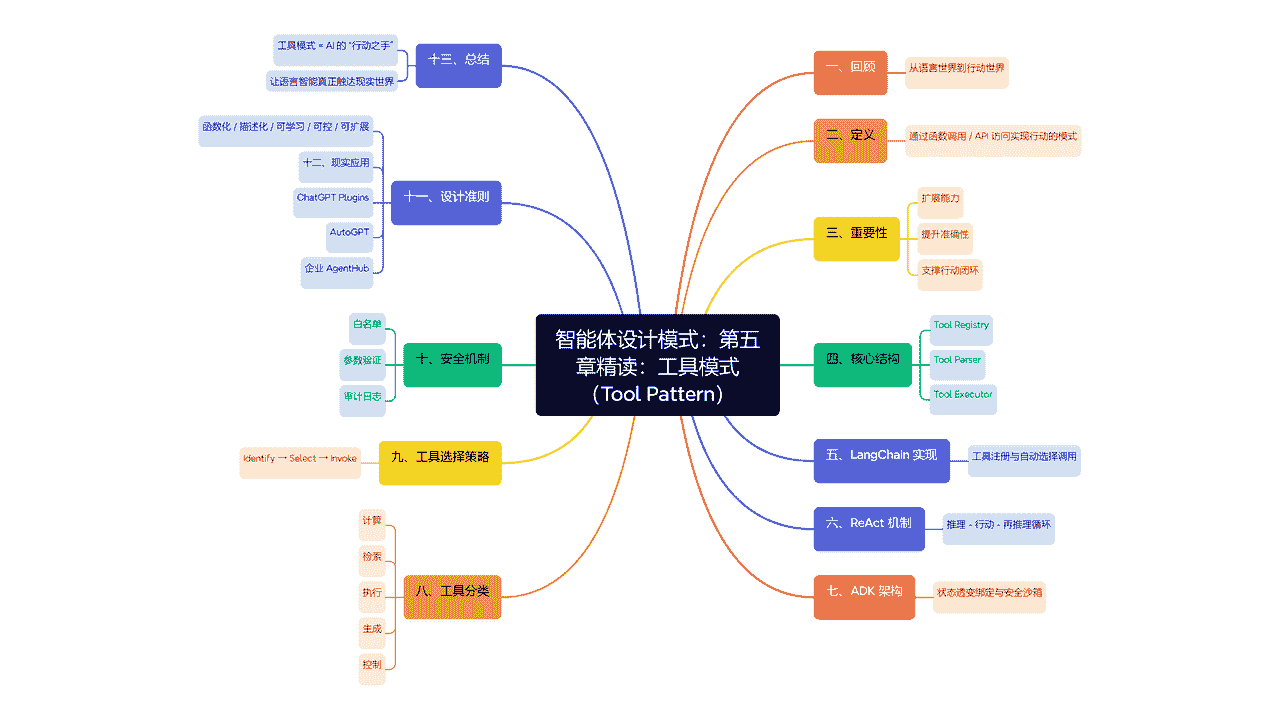 智能体设计模式：第五
章精读：工具模式
（Tool Pattern）
一、回顾
从语言世界到行动世界
二、定义
通过函数调用 / API 访问实现行动的模式
三、重要性
扩展能力
提升准确性
支撑行动闭环
四、核心结构
Tool Registry
Tool Parser
Tool Executor
五、LangChain 实现
工具注册与自动选择调用
六、ReAct 机制
推理 - 行动 - 再推理循环
七、ADK 架构
状态透变绑定与安全沙箱
八、工具分类
计算
检索
执行
生成
控制
九、工具选择策略
Identify → Select → Invoke
十、安全机制
白名单
参数验证
审计日志
十一、设计准则
函数化 / 描述化 / 可学习 / 可控 / 可扩展
十二、现实应用
ChatGPT Plugins
AutoGPT
企业 AgentHub
十三、总结
工具模式 = AI 的 “行动之手”
让语言智能真正触达现实世界